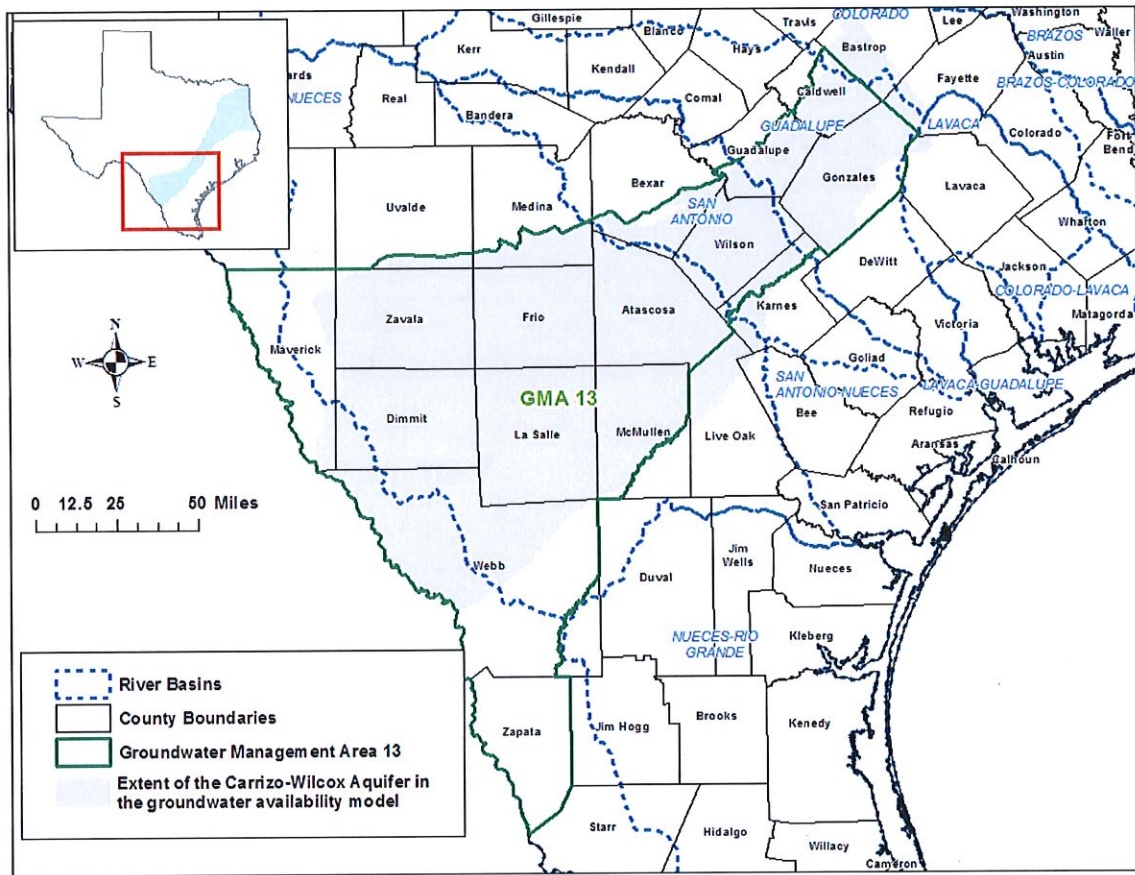 Gillespie
Travis
COLORADO
Lee
Washington
BRAZOS
Waller
Kerr
Blanco
Hays
Bastrop
Austin
ards
NUECES
Real
Kendall
Fayette
BRAZOS-COLORADO
Comal
Caldwell
Bandera
GUADALUPE
LAVACA
Colorado
Fort
Bend
Guadalupe
Bexar
Gonzales
Lavaca
Uvalde
Medina
SAN
ANTONIO
Wharton
Wilson
DeWitt
Jackson
COLORADO-LAVACA
Matagorda
Zavala
Frio
Atascosa
Karnes
Victoria
N
W
E
S
Maverick
Goliad
SAN
ANTONIO-NUECES
LAVACA-GUADALUPE
GMA 13
Dimmit
La Salle
McMullen
Live Oak
Bee
Refugio
Aransas
Calhoun
0 12.5 25 50 Miles
San Patricio
Webb
Duval
Jim
Wells
Nueces
NUECES-RIO
GRANDE
Kleberg
River Basins
County Boundaries
Groundwater Management Area 13
Extent of the Carrizo-Wilcox Aquifer in
the groundwater availability model
Zapata
Jim Hogg
Brooks
Kenedy
Starr
Hidalgo
Willacy
Cameron